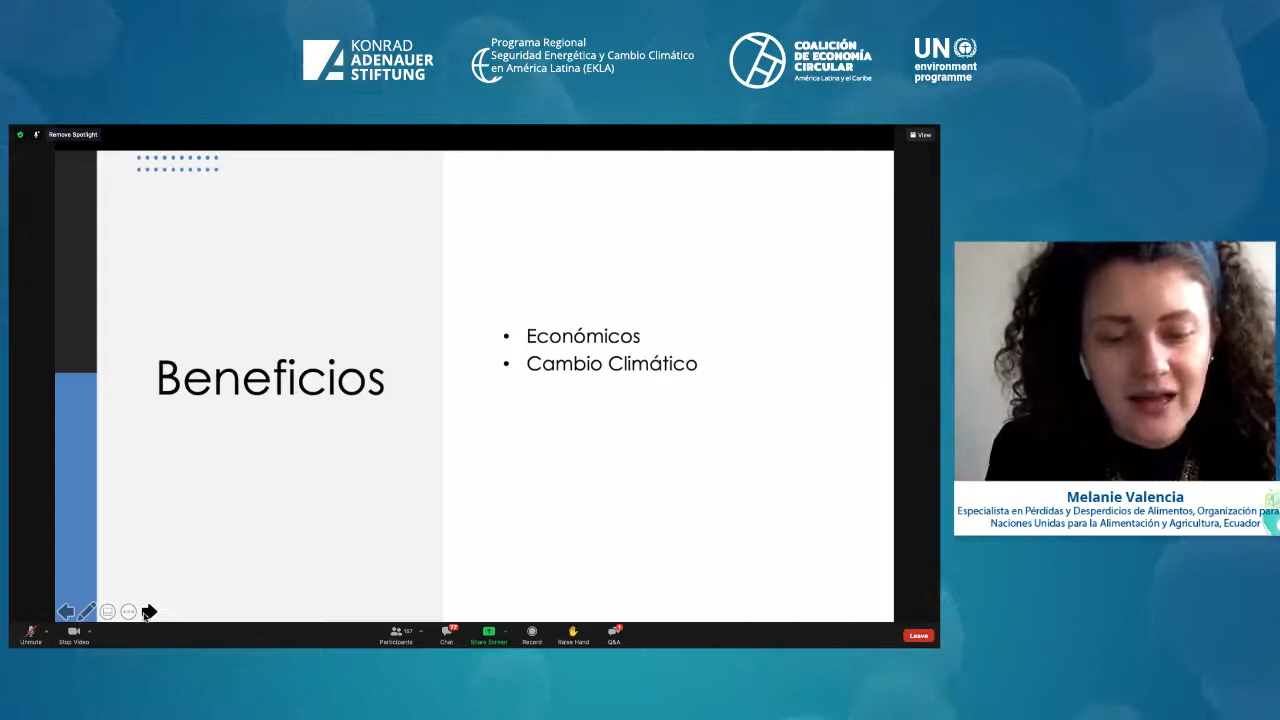 KONRAD
ADENAUER
STIFTUNG
Programa Regional
Seguridad Energética y Cambio Climático
en América Latina (EKLA)
COALICIÓN
DE ECONOMÍA
CIRCULAR
América Latina y el Caribe
UN
environment
programme
Remove Spotlight
View
Beneficios
• Económicos
• Cambio Climático
Melanie Valencia
Especialista en Pérdidas y Desperdicios de Alimentos, Organización para
Naciones Unidas para la Alimentación y Agricultura, Ecuador
Unmute
Stop Video
Participants
157
Chat
Share Screen
Record
Raise Hand
Q&A
1
Leave